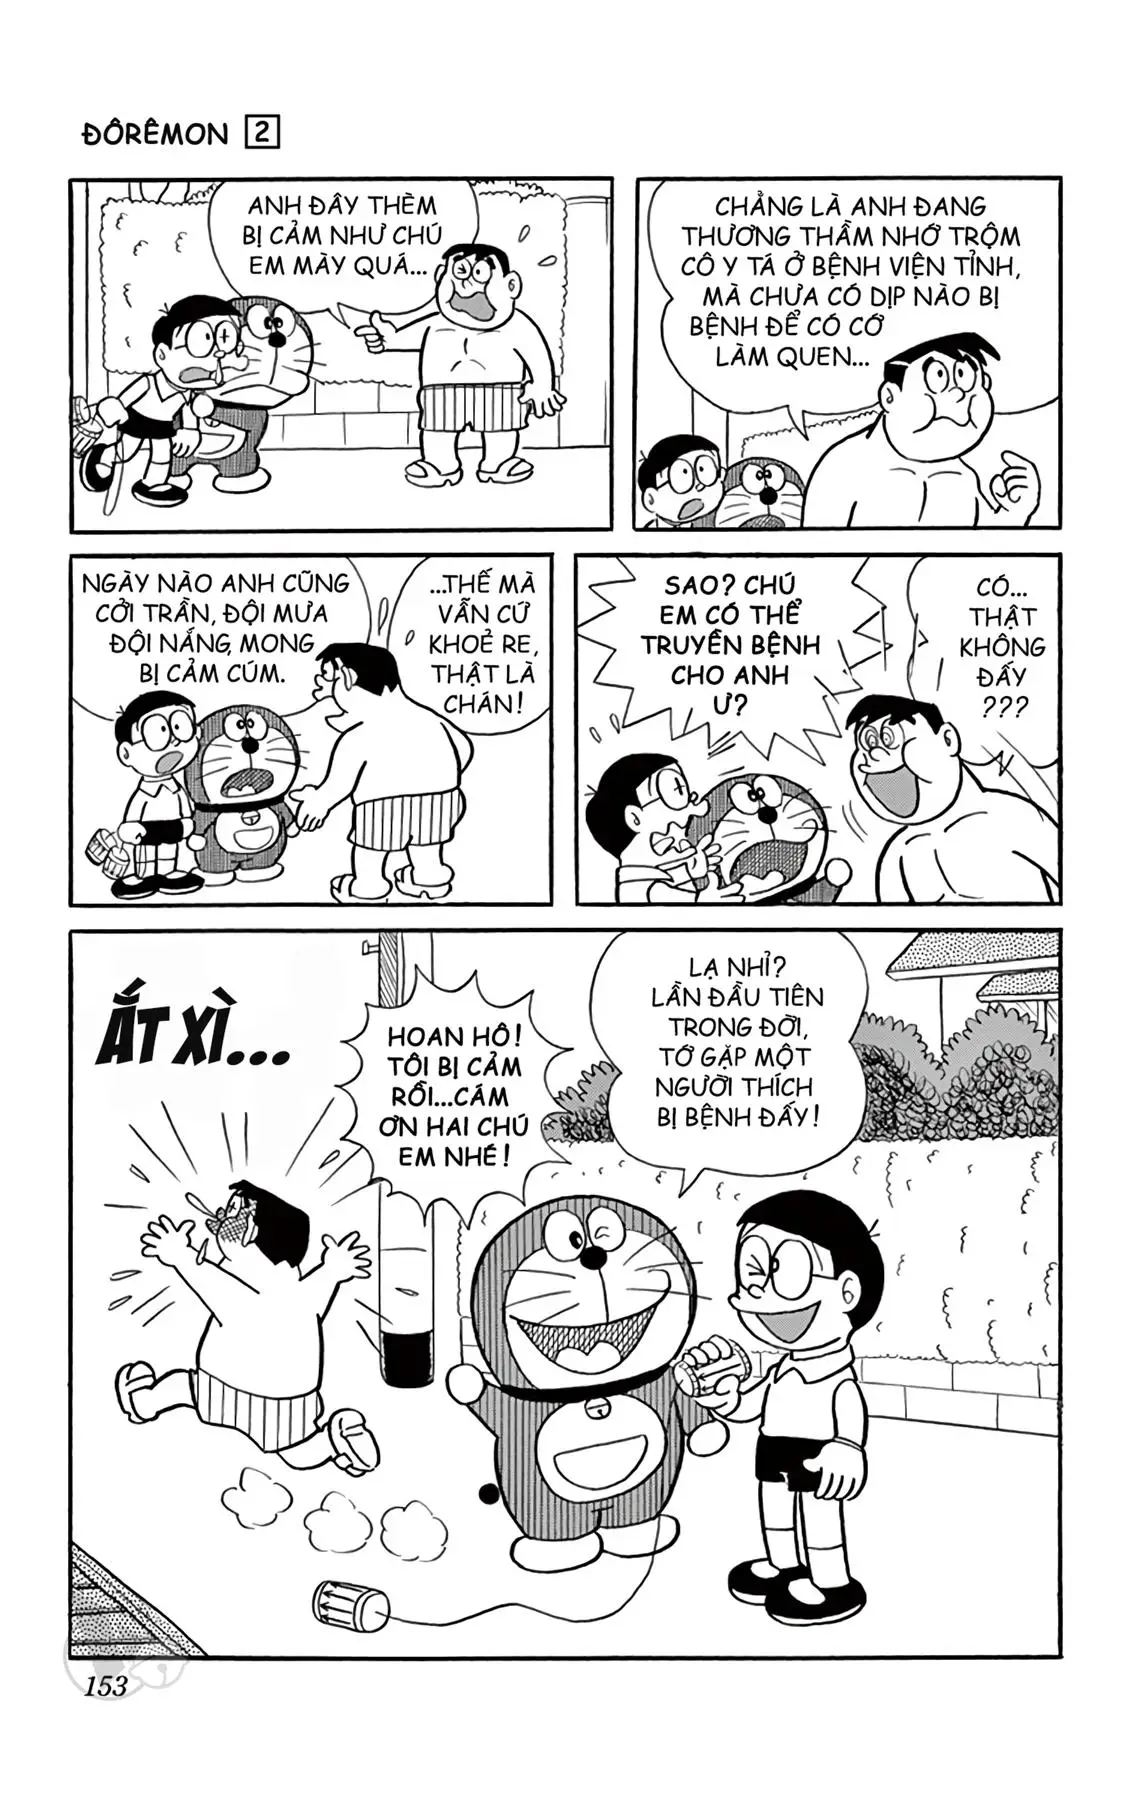 ĐÔRÊMON 2
ANH ĐÂY THÈM
BỊ CẢM NHƯ CHÚ
EM MÀY QUÁ...
CHẲNG LÀ ANH ĐANG
THƯƠNG THẦM NHỚ TRỘM
CÔ Y TÁ Ở BỆNH VIỆN TỈNH,
MÀ CHƯA CÓ DỊP NÀO BỊ
BỆNH ĐỂ CÓ CỚ
LÀM QUEN...
NGÀY NÀO ANH CŨNG
CỞI TRẦN, ĐỘI MƯA
ĐỘI NẮNG, MONG
BỊ CẢM CÚM.
...THẾ MÀ
VẪN CỨ
KHOẺ RE,
THẬT LÀ
CHÁN!
SAO? CHÚ
EM CÓ THỂ
TRUYỀN BỆNH
CHO ANH
Ư?
CÓ...
THẬT
KHÔNG
ĐẤY
???
ẮT XÌ...
HOAN HÔ!
TÔI BỊ CẢM
RỒI...CÁM
ƠN HAI CHÚ
EM NHÉ!
LẠ NHỈ?
LẦN ĐẦU TIÊN
TRONG ĐỜI,
TỚ GẶP MỘT
NGƯỜI THÍCH
BỊ BỆNH ĐẤY!
153